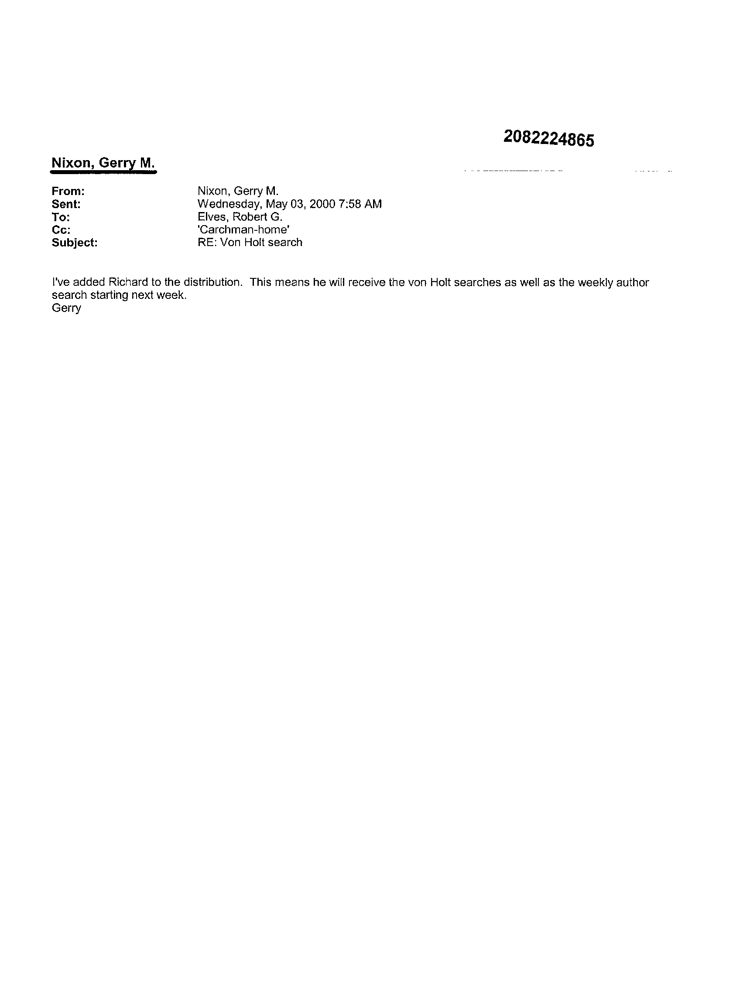 2082224865
Nixon, Gerry M.
From: Nixon, Gerry M.
Sent: Wednesday, May 03, 2000 7:58 AM
To: Elves, Robert G.
Cc: 'Carchman-home'
Subject: RE: Von Holt search
I've added Richard to the distribution.  This means he will receive the von Holt searches as well as the weekly author
search starting next week.
Gerry